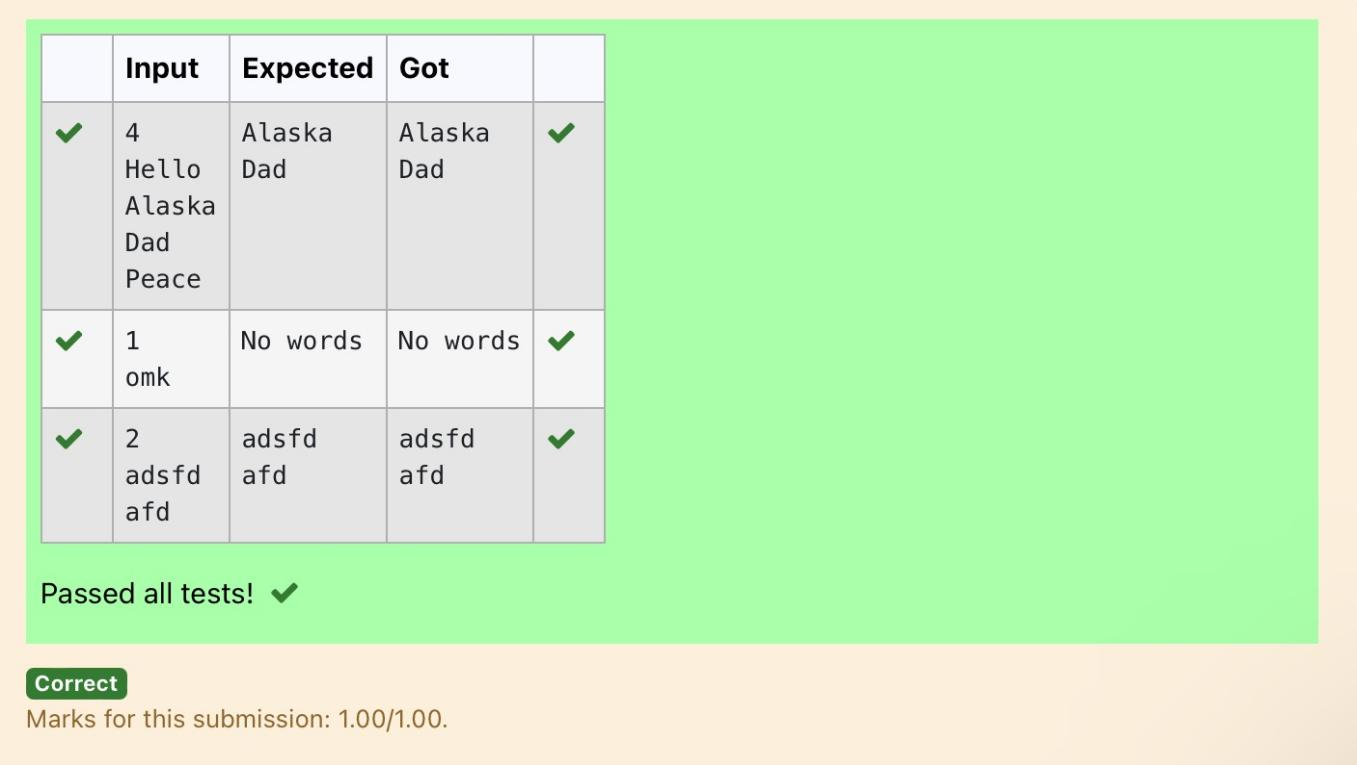 Input Expected Got
4 Alaska Alaska
Hello Dad Dad
Alaska
Dad
Peace
1 No words No words
omk
2 adsfd adsfd
adsfd afd afd
afd
Passed all tests!
Correct
Marks for this submission: 1.00/1.00.